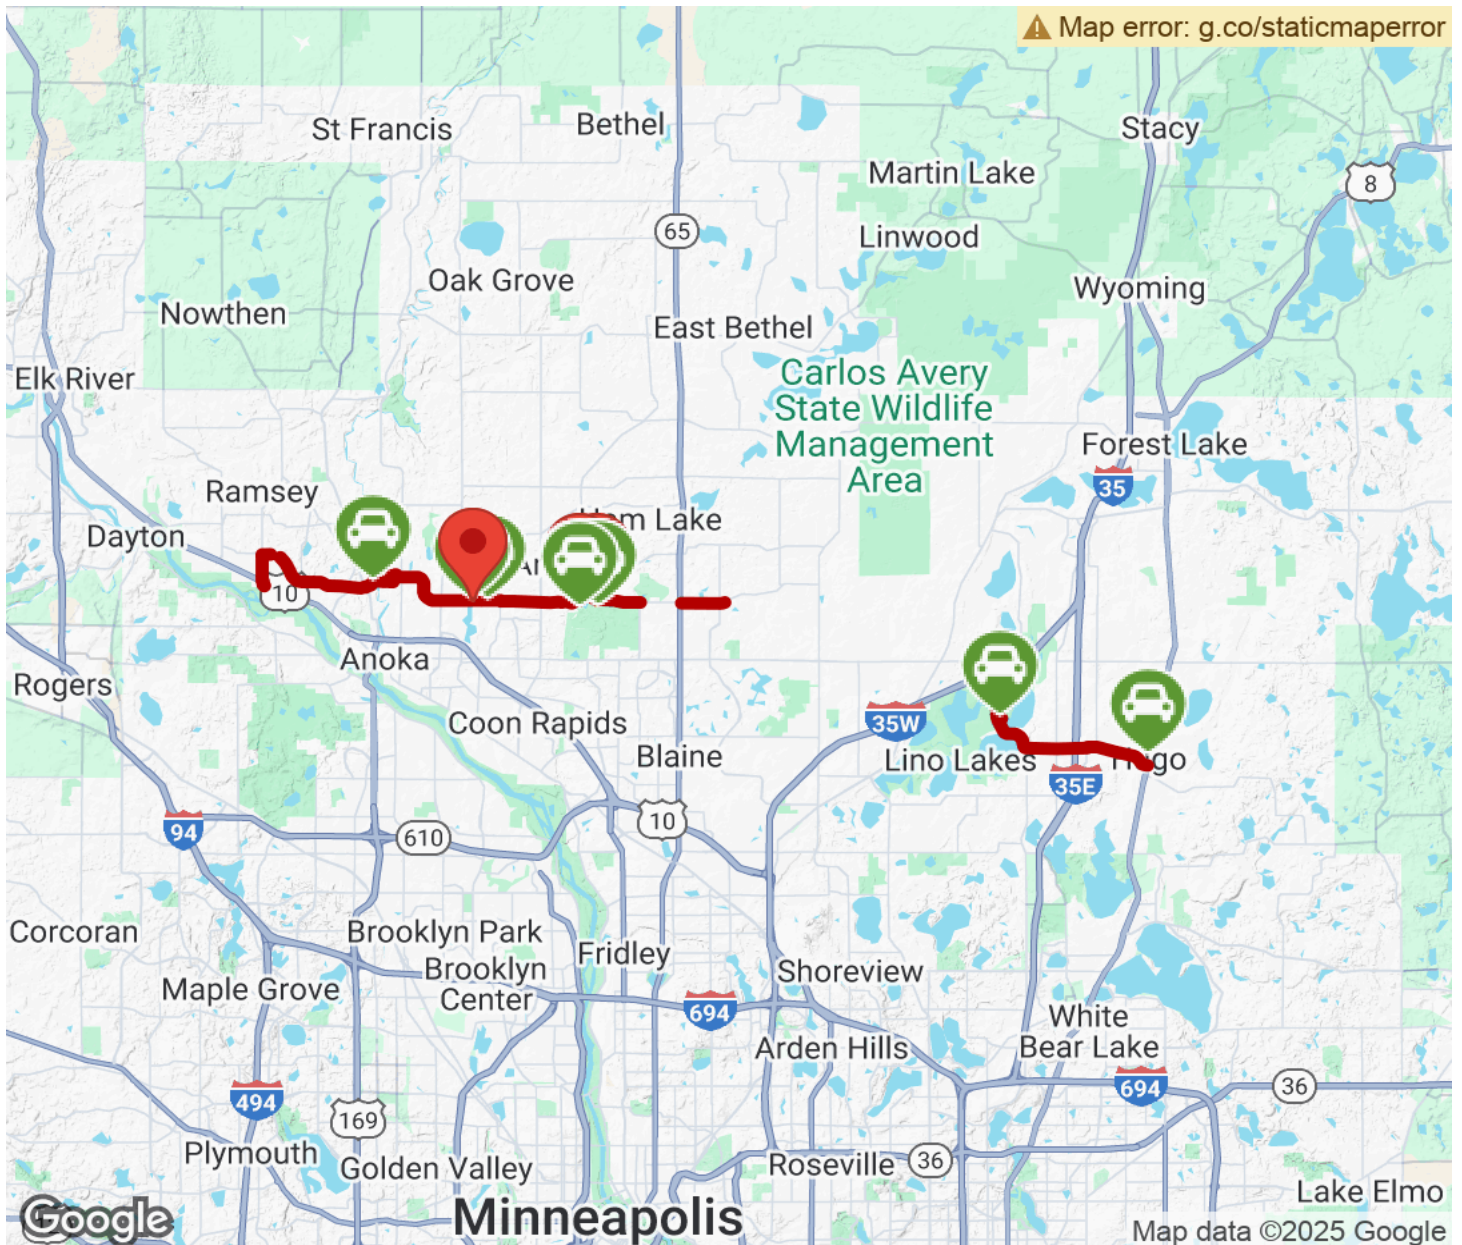 Map error: g.co/staticmaperror
St Francis
Bethel
Stacy
Martin Lake
8
65
Linwood
Oak Grove
Wyoming
Nowthen
East Bethel
Elk River
Carlos Avery
State Wildlife
Management
Area
Forest Lake
35
Ramsey
Ham Lake
Dayton
10
Anoka
Rogers
35W
Coon Rapids
Blaine
Lino Lakes
Hugo
35E
10
94
610
Corcoran
Brooklyn Park
Fridley
Brooklyn
Center
Shoreview
Maple Grove
694
White
Bear Lake
Arden Hills
694
36
494
169
Plymouth
Golden Valley
Roseville
36
Lake Elmo
Google
Minneapolis
Map data ©2025 Google